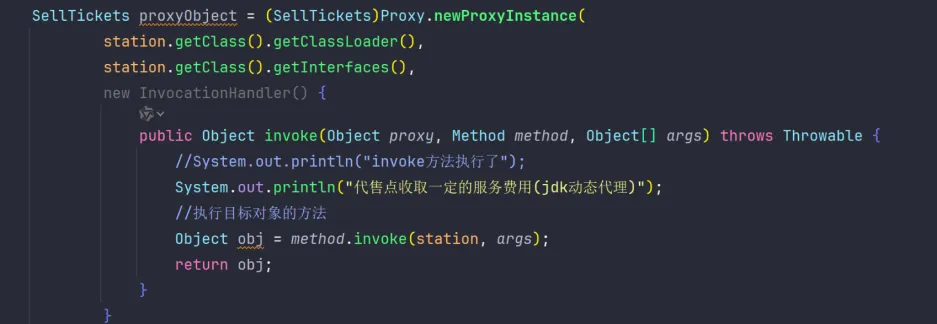 SellTickets proxyObject = (SellTickets)Proxy.newProxyInstance(
        station.getClass().getClassLoader(),
        station.getClass().getInterfaces(),
        new InvocationHandler() {
            public Object invoke(Object proxy, Method method, Object[] args) throws Throwable {
                //System.out.println("invoke方法执行了");
                System.out.println("代售点收取一定的服务费用(jdk动态代理)");
                //执行目标对象的方法
                Object obj = method.invoke(station, args);
                return obj;
            }
        }